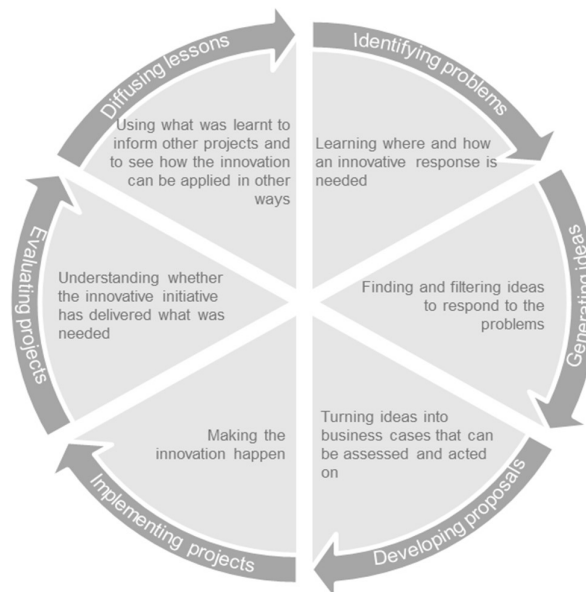 Identifying problems
Learning where and how
an innovative response is
needed
Generating ideas
Finding and filtering ideas
to respond to the
problems
Developing proposals
Turning ideas into
business cases that can
be assessed and acted
on
Implementing projects
Making the
innovation happen
Evaluating projects
Understanding whether
the innovative initiative
has delivered what was
needed
Diffusing lessons
Using what was learnt to
inform other projects and
to see how the innovation
can be applied in other
ways